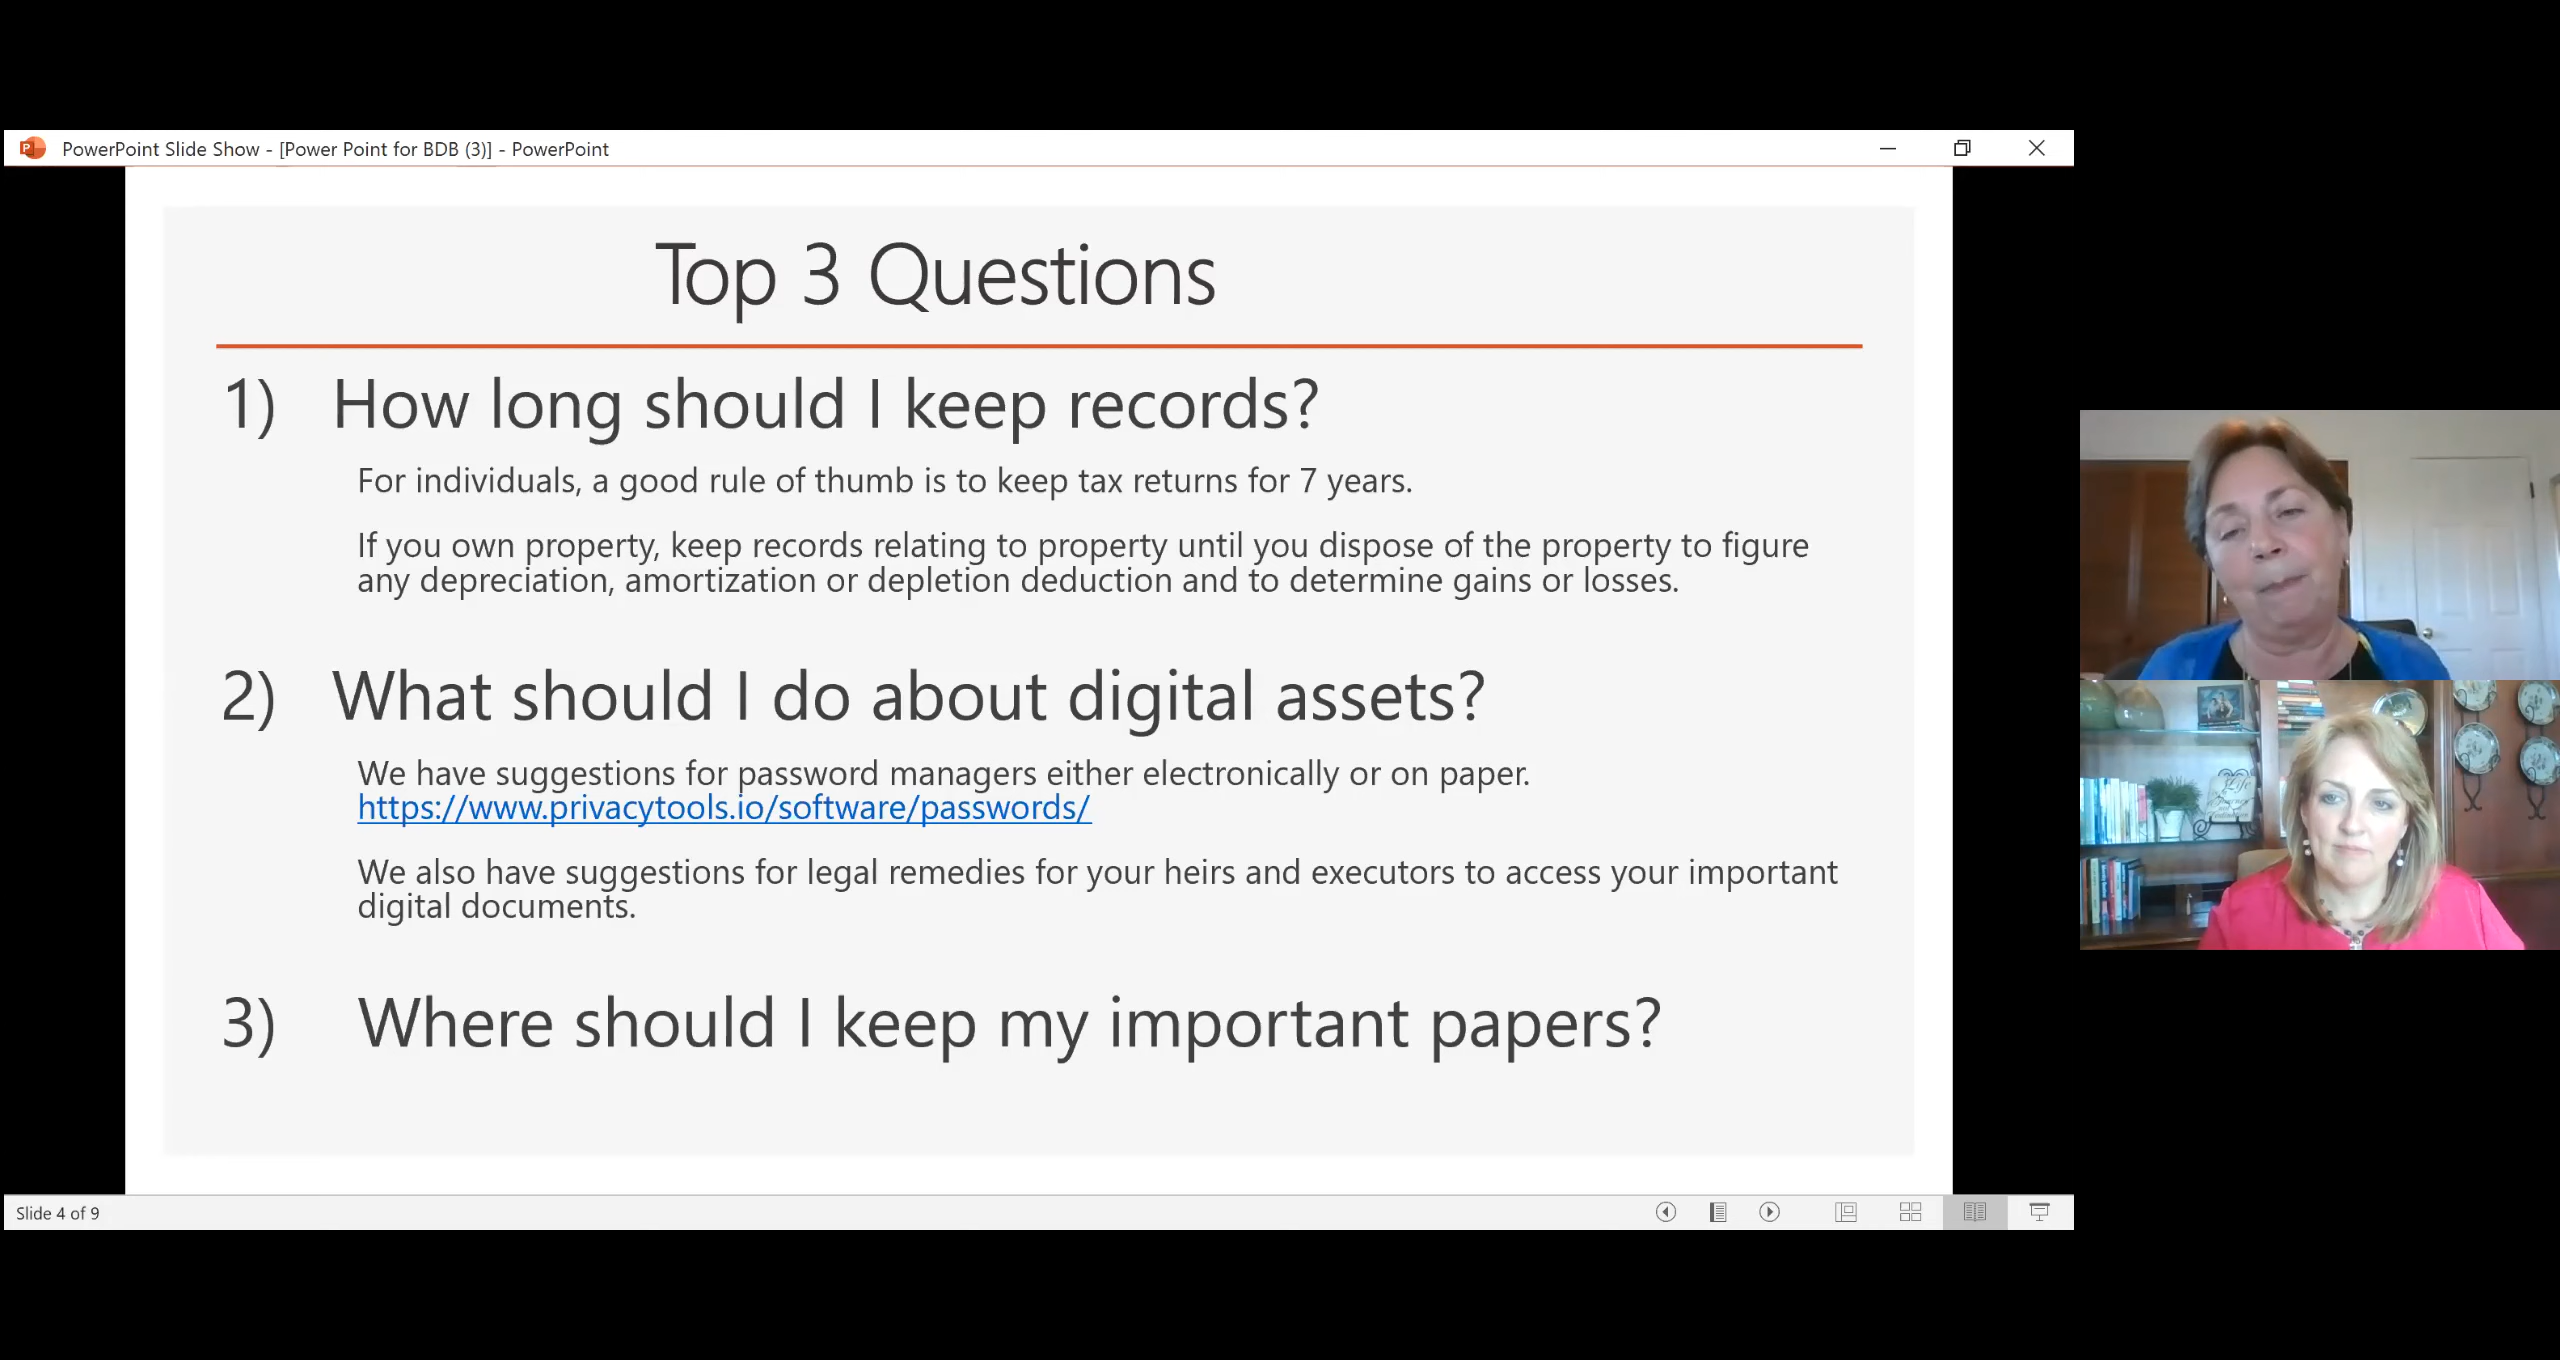 PowerPoint Slide Show - [Power Point for BDB (3)] - PowerPoint
Top 3 Questions
1) How long should I keep records?
For individuals, a good rule of thumb is to keep tax returns for 7 years.
If you own property, keep records relating to property until you dispose of the property to figure
any depreciation, amortization or depletion deduction and to determine gains or losses.
2) What should I do about digital assets?
We have suggestions for password managers either electronically or on paper.
https://www.privacytools.io/software/passwords/
We also have suggestions for legal remedies for your heirs and executors to access your important
digital documents.
3) Where should I keep my important papers?
Slide 4 of 9